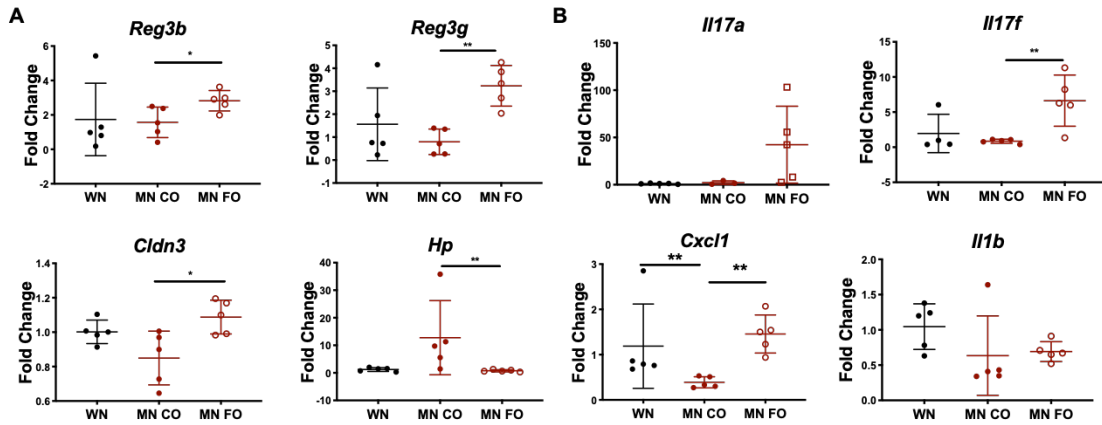 A
B
Reg3b
*
Fold Change
6
4
2
0
-2
WN MN CO MN FO
Reg3g
**
Fold Change
5
4
3
2
1
0
-1
WN MN CO MN FO
Il17a
Fold Change
150
100
50
0
WN MN CO MN FO
Il17f
**
Fold Change
15
10
5
0
-5
WN MN CO MN FO
Cldn3
*
Fold Change
1.4
1.2
1.0
0.8
0.6
WN MN CO MN FO
Hp
**
Fold Change
40
30
20
10
0
-10
WN MN CO MN FO
Cxcl1
** **
Fold Change
3
2
1
0
WN MN CO MN FO
Il1b
Fold Change
2.0
1.5
1.0
0.5
0.0
WN MN CO MN FO